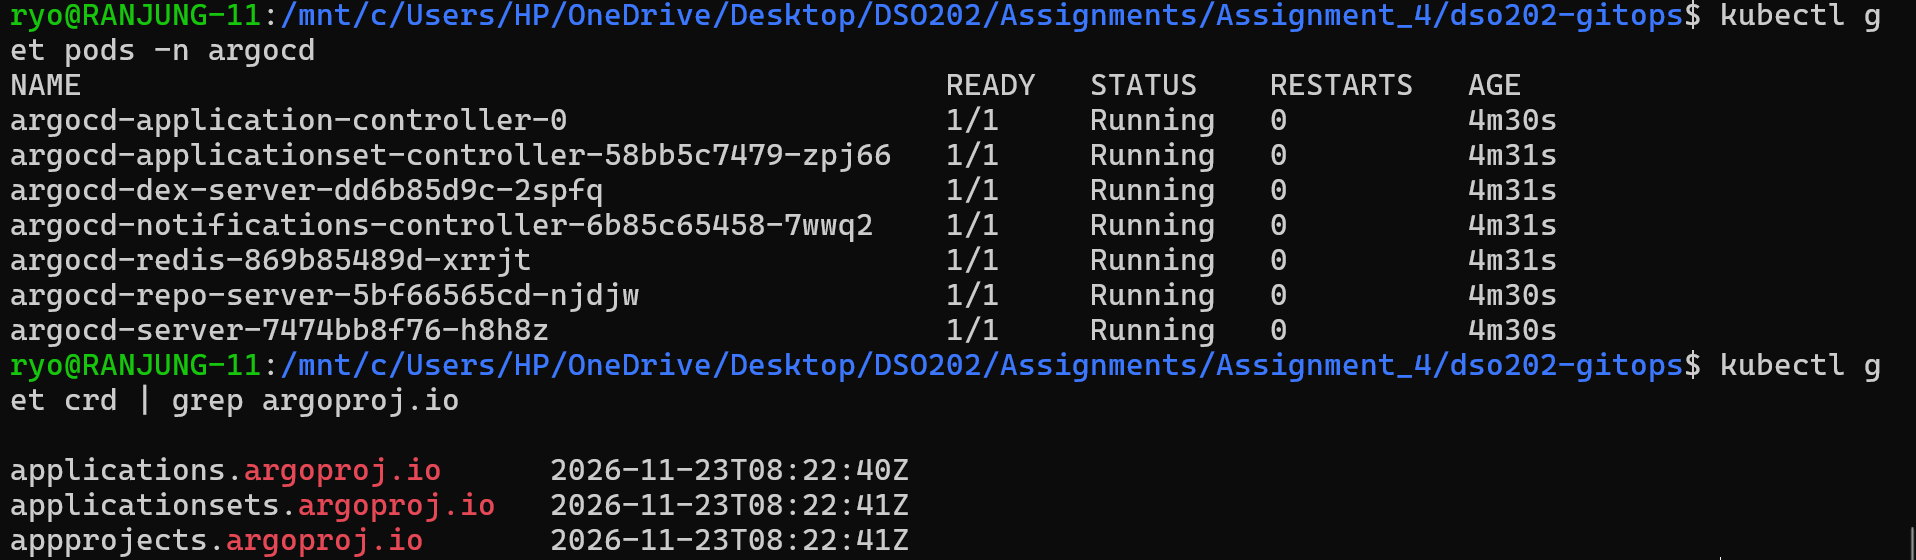 ryo@RANJUNG-11:/mnt/c/Users/HP/OneDrive/Desktop/DSO202/Assignments/Assignment_4/dso202-gitops$ kubectl g
et pods -n argocd
NAME                                                READY   STATUS    RESTARTS   AGE
argocd-application-controller-0                     1/1     Running   0          4m30s
argocd-applicationset-controller-58bb5c7479-zpj66   1/1     Running   0          4m31s
argocd-dex-server-dd6b85d9c-2spfq                   1/1     Running   0          4m31s
argocd-notifications-controller-6b85c65458-7wwq2    1/1     Running   0          4m31s
argocd-redis-869b85489d-xrrjt                       1/1     Running   0          4m31s
argocd-repo-server-5bf66565cd-njdjw                 1/1     Running   0          4m30s
argocd-server-7474bb8f76-h8h8z                      1/1     Running   0          4m30s
ryo@RANJUNG-11:/mnt/c/Users/HP/OneDrive/Desktop/DSO202/Assignments/Assignment_4/dso202-gitops$ kubectl g
et crd | grep argoproj.io
applications.argoproj.io      2026-11-23T08:22:40Z
applicationsets.argoproj.io   2026-11-23T08:22:41Z
appprojects.argoproj.io       2026-11-23T08:22:41Z